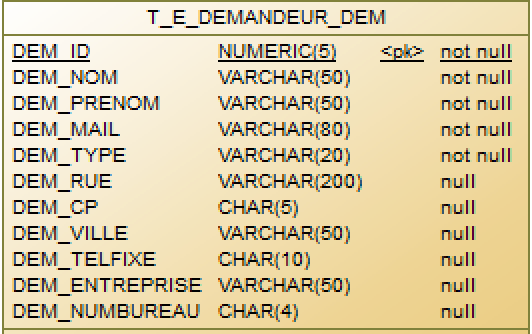 T_E_DEMANDEUR_DEM
DEM_ID NUMERIC(5) <pk> not null
DEM_NOM VARCHAR(50) not null
DEM_PRENOM VARCHAR(50) not null
DEM_MAIL VARCHAR(80) not null
DEM_TYPE VARCHAR(20) not null
DEM_RUE VARCHAR(200) null
DEM_CP CHAR(5) null
DEM_VILLE VARCHAR(50) null
DEM_TELFIXE CHAR(10) null
DEM_ENTREPRISE VARCHAR(50) null
DEM_NUMBUREAU CHAR(4) null